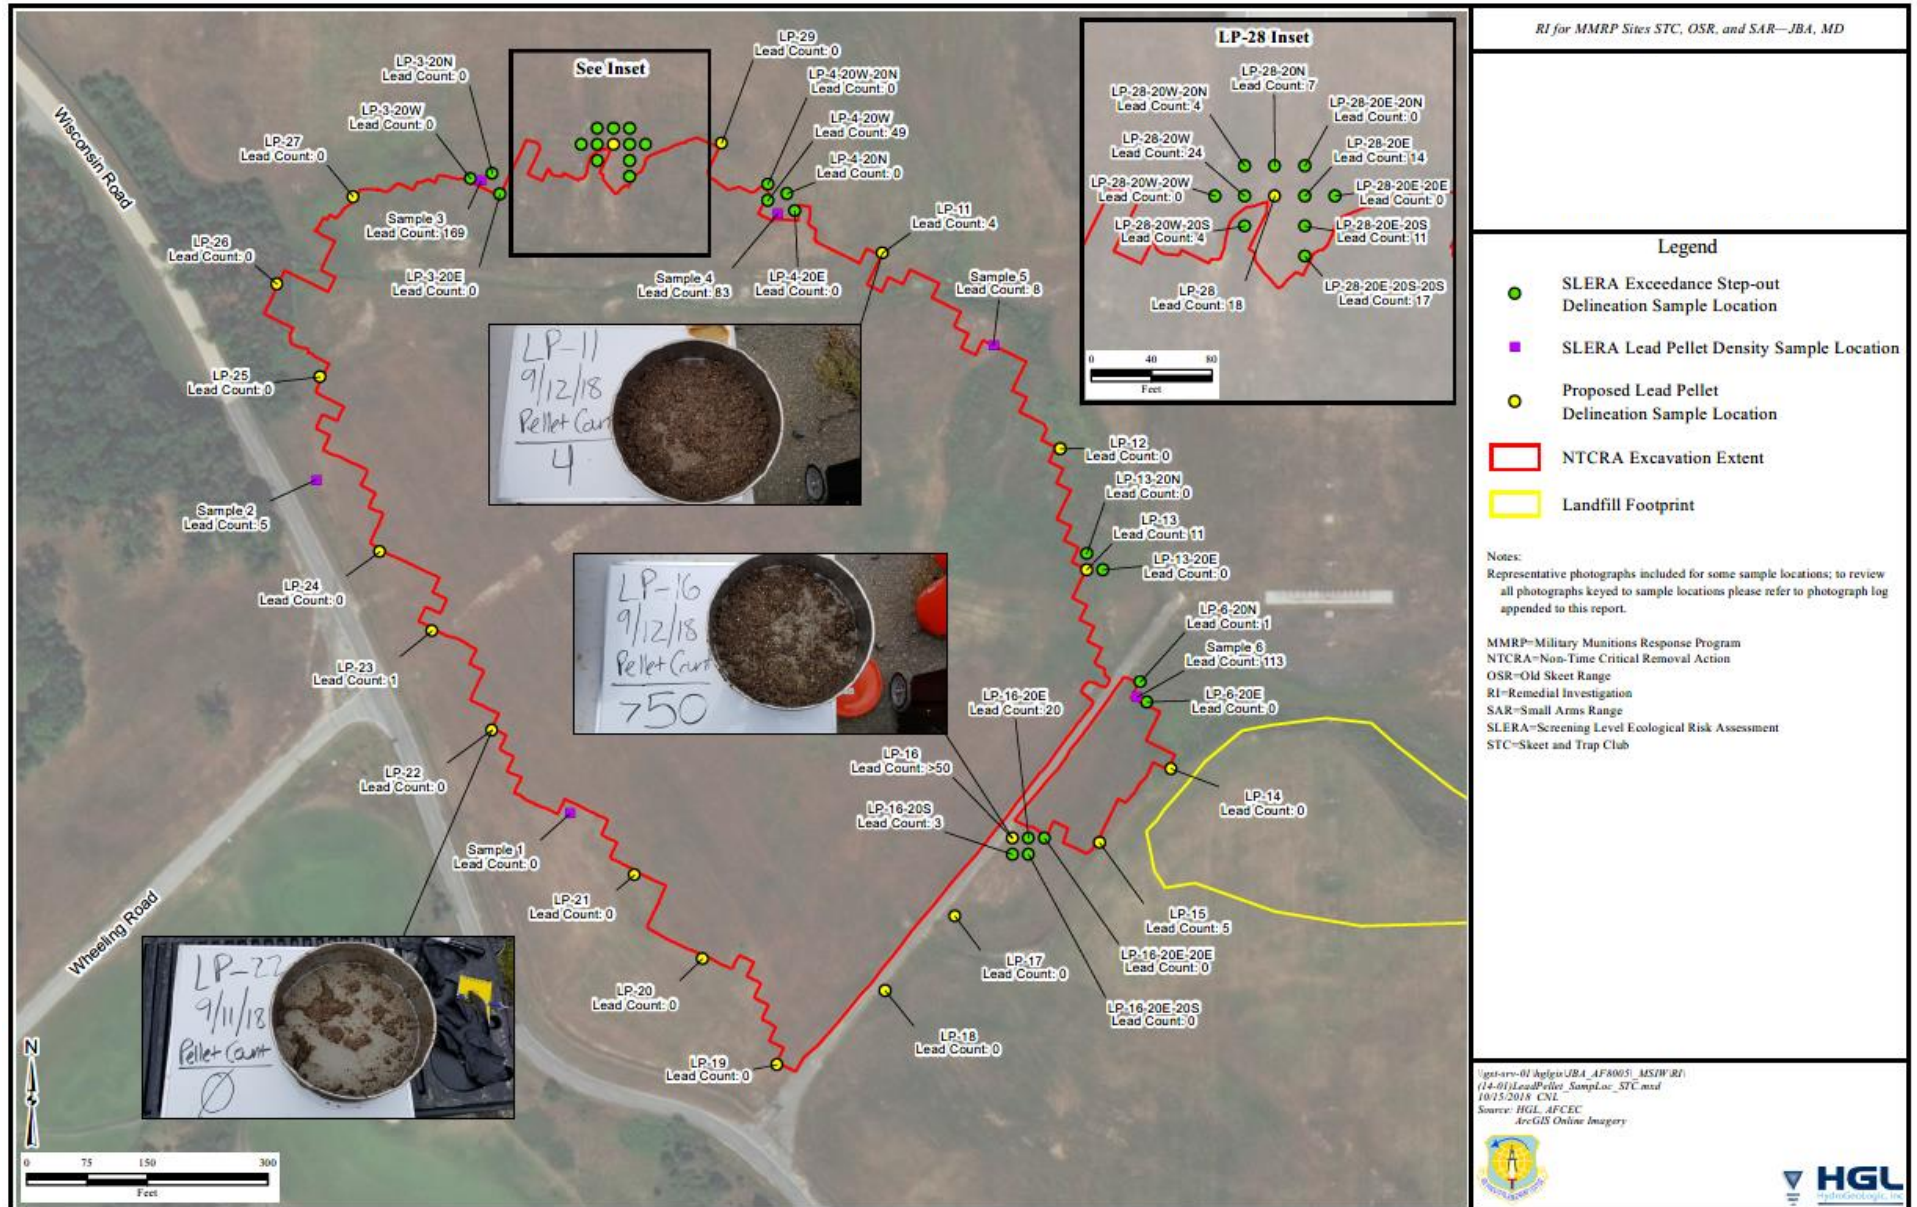 RI for MMRP Sites STC, OSR, and SAR—JBA, MD
LP-29
Lead Count: 0
LP-3-20N
Lead Count: 0
See Inset
LP-4-20W-20N
Lead Count: 0
LP-3-20W
Lead Count: 0
LP-4-20W
Lead Count: 49
LP-27
Lead Count: 0
LP-4-20N
Lead Count: 0
Wisconsin Road
Sample 3
Lead Count: 169
LP-11
Lead Count: 4
LP-26
Lead Count: 0
LP-3-20E
Lead Count: 0
Sample 4
Lead Count: 83
LP-4-20E
Lead Count: 0
Sample 5
Lead Count: 8
LP-28 Inset
LP-28-20N
Lead Count: 7
LP-28-20W-20N
Lead Count: 4
LP-28-20E-20N
Lead Count: 0
LP-28-20W
Lead Count: 24
LP-28-20E
Lead Count: 14
LP-28-20W-20W
Lead Count: 0
LP-28-20E-20E
Lead Count: 0
LP-28-20W-20S
Lead Count: 4
LP-28-20E-20S
Lead Count: 11
LP-28
Lead Count: 18
LP-28-20E-20S-20S
Lead Count: 17
0 40 80
Feet
LP-11
9/12/18
Pellet Coun
4
LP-25
Lead Count: 0
LP-12
Lead Count: 0
Sample 2
Lead Count: 5
LP-13-20N
Lead Count: 0
LP-13
Lead Count: 11
LP-13-20E
Lead Count: 0
LP-24
Lead Count: 0
LP-16
9/12/18
Pellet Count
>50
LP-6-20N
Lead Count: 1
Sample 6
Lead Count: 113
LP-23
Lead Count: 1
LP-16-20E
Lead Count: 20
LP-6-20E
Lead Count: 0
LP-16
Lead Count: >50
LP-22
Lead Count: 0
LP-14
Lead Count: 0
LP-16-20S
Lead Count: 3
Sample 1
Lead Count: 0
LP-21
Lead Count: 0
LP-15
Lead Count: 5
Wheeling Road
LP-17
Lead Count: 0
LP-16-20E-20E
Lead Count: 0
LP-22
9/11/18
Pellet Count
0
LP-20
Lead Count: 0
LP-16-20E-20S
Lead Count: 0
LP-18
Lead Count: 0
LP-19
Lead Count: 0
N
0 75 150 300
Feet
Legend
SLERA Exceedance Step-out
Delineation Sample Location
SLERA Lead Pellet Density Sample Location
Proposed Lead Pellet
Delineation Sample Location
NTCRA Excavation Extent
Landfill Footprint
Notes:
Representative photographs included for some sample locations; to review
all photographs keyed to sample locations please refer to photograph log
appended to this report.
MMRP=Military Munitions Response Program
NTCRA=Non-Time Critical Removal Action
OSR=Old Skeet Range
RI=Remedial Investigation
SAR=Small Arms Range
SLERA=Screening Level Ecological Risk Assessment
STC=Skeet and Trap Club
\\gst-srv-01\hglgis\JBA_AF8005\_MSIW\RI\
(14-01)LeadPellet_SampLoc_STC.mxd
10/15/2018 CNL
Source: HGL, AFCEC
ArcGIS Online Imagery
HGL
HydroGeoLogic, Inc